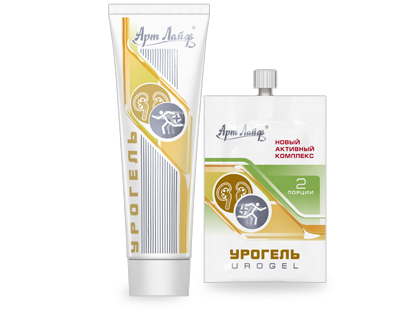 Арт Лайф
УРОГЕЛЬ
Арт Лайф
НОВЫЙ
АКТИВНЫЙ
КОМПЛЕКС
2
ПОРЦИИ
УРОГЕЛЬ
UROGEL